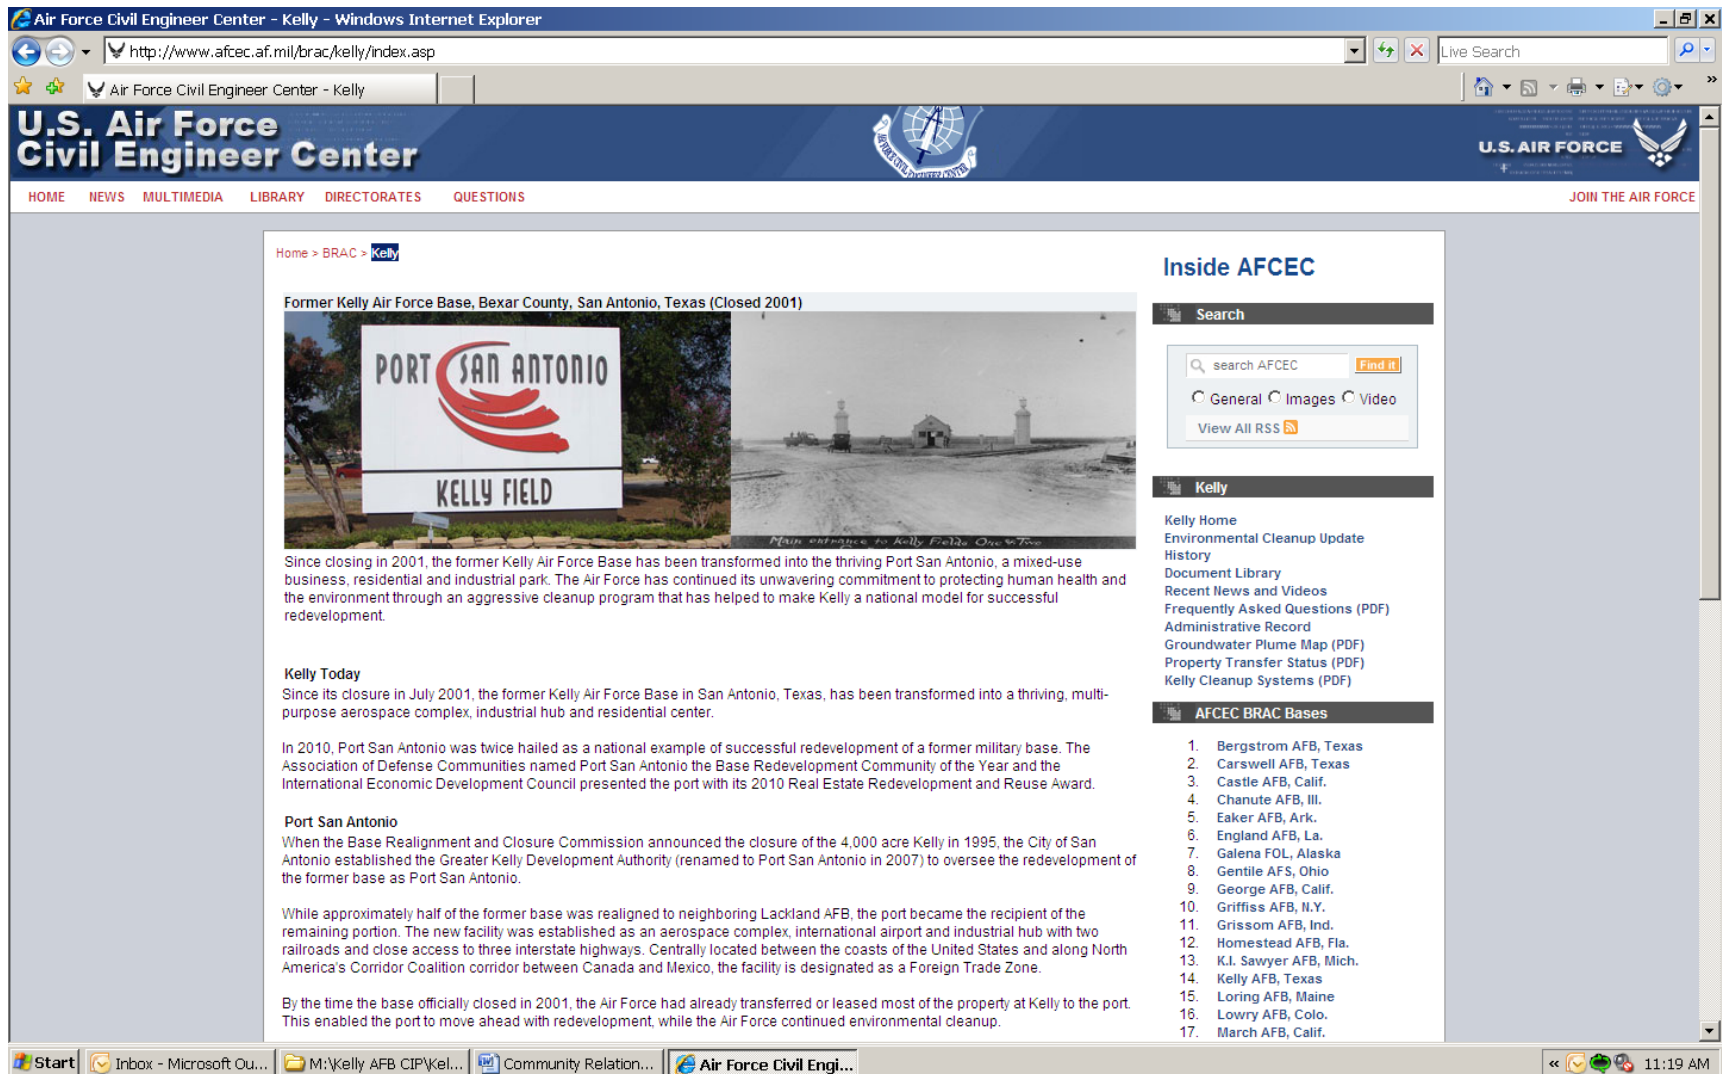 Air Force Civil Engineer Center - Kelly - Windows Internet Explorer
http://www.afcec.af.mil/brac/kelly/index.asp
Live Search
Air Force Civil Engineer Center - Kelly
U.S. Air Force
Civil Engineer Center
U.S. AIR FORCE
HOME NEWS MULTIMEDIA LIBRARY DIRECTORATES QUESTIONS JOIN THE AIR FORCE
Home > BRAC > Kelly
Former Kelly Air Force Base, Bexar County, San Antonio, Texas (Closed 2001)
PORT SAN ANTONIO
KELLY FIELD
Main entrance to Kelly Fields One & Two
Since closing in 2001, the former Kelly Air Force Base has been transformed into the thriving Port San Antonio, a mixed-use
business, residential and industrial park. The Air Force has continued its unwavering commitment to protecting human health and
the environment through an aggressive cleanup program that has helped to make Kelly a national model for successful
redevelopment.
Kelly Today
Since its closure in July 2001, the former Kelly Air Force Base in San Antonio, Texas, has been transformed into a thriving, multi-
purpose aerospace complex, industrial hub and residential center.
In 2010, Port San Antonio was twice hailed as a national example of successful redevelopment of a former military base. The
Association of Defense Communities named Port San Antonio the Base Redevelopment Community of the Year and the
International Economic Development Council presented the port with its 2010 Real Estate Redevelopment and Reuse Award.
Port San Antonio
When the Base Realignment and Closure Commission announced the closure of the 4,000 acre Kelly in 1995, the City of San
Antonio established the Greater Kelly Development Authority (renamed to Port San Antonio in 2007) to oversee the redevelopment of
the former base as Port San Antonio.
While approximately half of the former base was realigned to neighboring Lackland AFB, the port became the recipient of the
remaining portion. The new facility was established as an aerospace complex, international airport and industrial hub with two
railroads and close access to three interstate highways. Centrally located between the coasts of the United States and along North
America's Corridor Coalition corridor between Canada and Mexico, the facility is designated as a Foreign Trade Zone.
By the time the base officially closed in 2001, the Air Force had already transferred or leased most of the property at Kelly to the port.
This enabled the port to move ahead with redevelopment, while the Air Force continued environmental cleanup.
Inside AFCEC
Search
search AFCEC Find it
General Images Video
View All RSS
Kelly
Kelly Home
Environmental Cleanup Update
History
Document Library
Recent News and Videos
Frequently Asked Questions (PDF)
Administrative Record
Groundwater Plume Map (PDF)
Property Transfer Status (PDF)
Kelly Cleanup Systems (PDF)
AFCEC BRAC Bases
1. Bergstrom AFB, Texas
2. Carswell AFB, Texas
3. Castle AFB, Calif.
4. Chanute AFB, Ill.
5. Eaker AFB, Ark.
6. England AFB, La.
7. Galena FOL, Alaska
8. Gentile AFS, Ohio
9. George AFB, Calif.
10. Griffiss AFB, N.Y.
11. Grissom AFB, Ind.
12. Homestead AFB, Fla.
13. K.I. Sawyer AFB, Mich.
14. Kelly AFB, Texas
15. Loring AFB, Maine
16. Lowry AFB, Colo.
17. March AFB, Calif.
Start Inbox - Microsoft Ou... M:\Kelly AFB CIP\Kel... Community Relation... Air Force Civil Engi... 11:19 AM